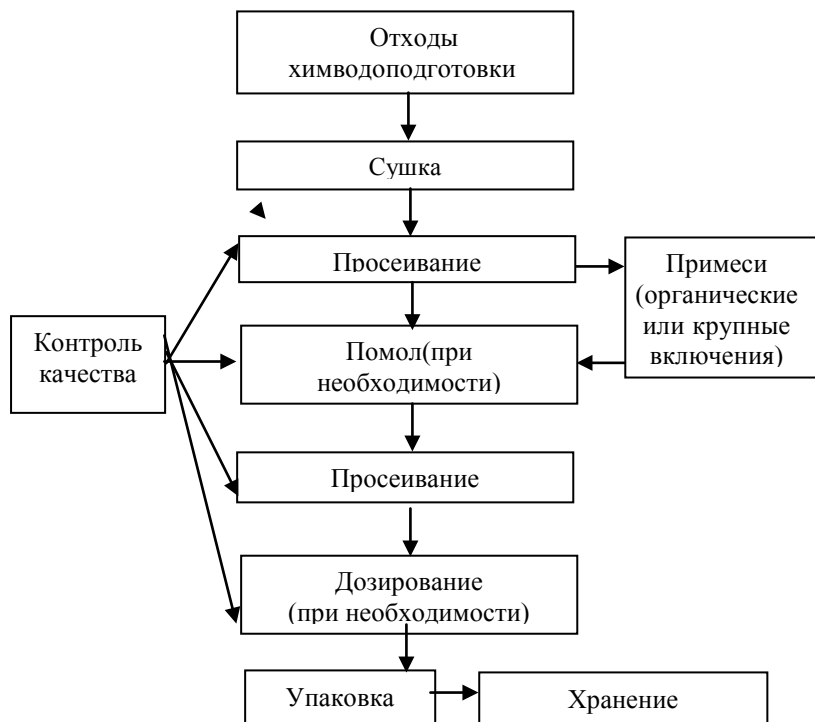 Отходы
химводоподготовки
Сушка
Просеивание
Примеси
(органические
или крупные
включения)
Контроль
качества
Помол(при
необходимости)
Просеивание
Дозирование
(при необходимости)
Упаковка
Хранение